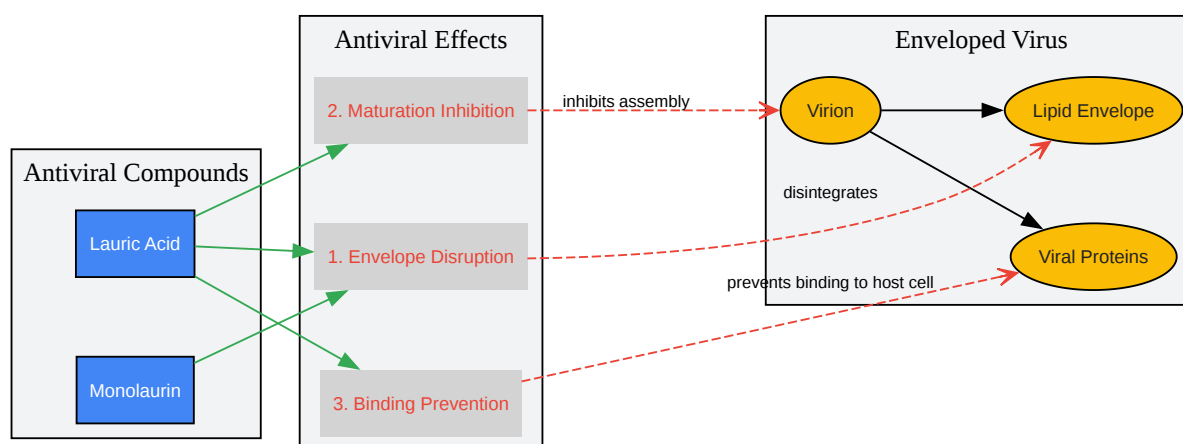 Antiviral Compounds
Lauric Acid
Monolaurin
Antiviral Effects
2. Maturation Inhibition
1. Envelope Disruption
3. Binding Prevention
inhibits assembly
disintegrates
prevents binding to host cell
Enveloped Virus
Virion
Lipid Envelope
Viral Proteins